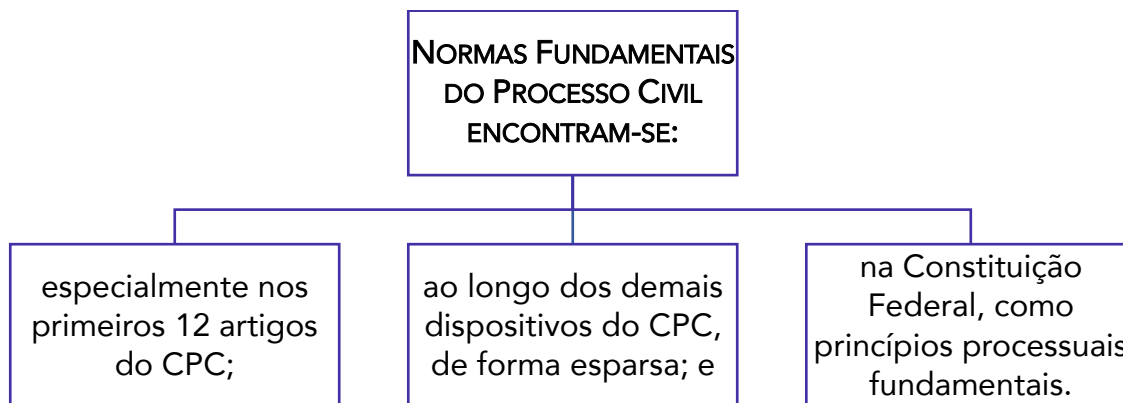 NORMAS FUNDAMENTAIS
DO PROCESSO CIVIL
ENCONTRAM-SE:
especialmente nos
primeiros 12 artigos
do CPC;
ao longo dos demais
dispositivos do CPC,
de forma esparsa; e
na Constituição
Federal, como
princípios processuais
fundamentais.